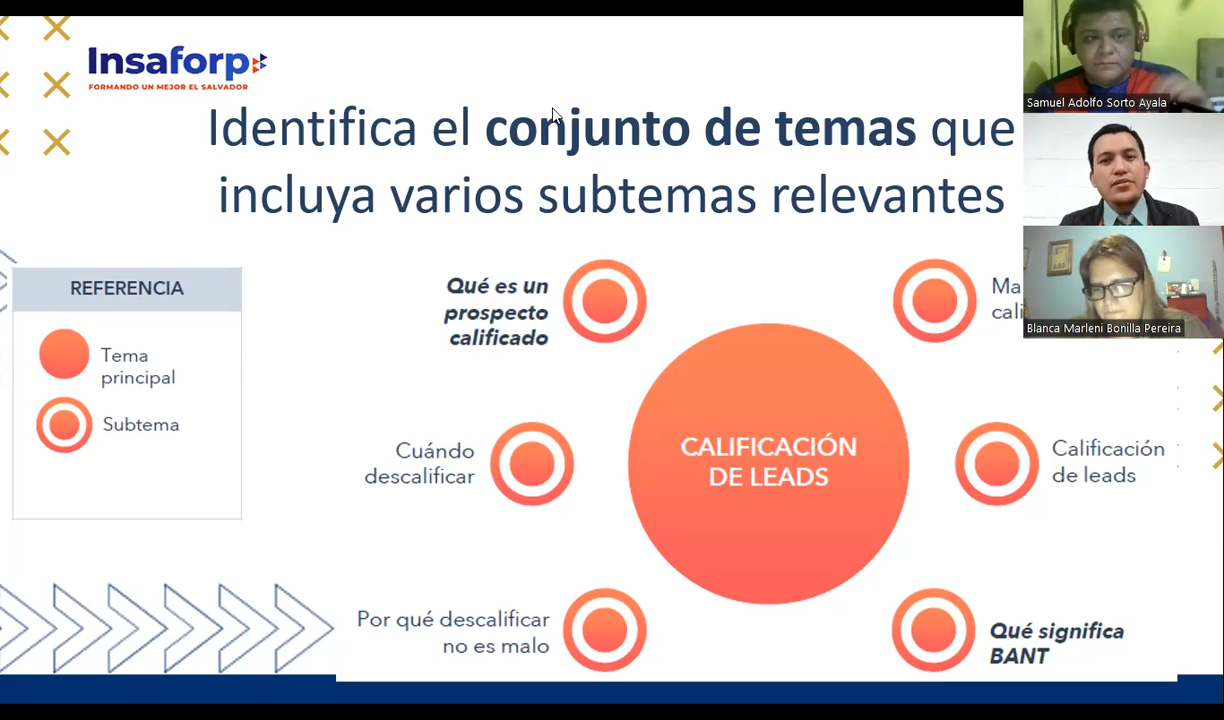 Insaforp
FORMANDO UN MEJOR EL SALVADOR
Identifica el conjunto de temas que
incluya varios subtemas relevantes
REFERENCIA
Tema
principal
Subtema
Qué es un
prospecto
calificado
Cuándo
descalificar
Por qué descalificar
no es malo
CALIFICACIÓN
DE LEADS
Calificación
de leads
Qué significa
BANT
Samuel Adolfo Sorto Ayala
Blanca Marleni Bonilla Pereira